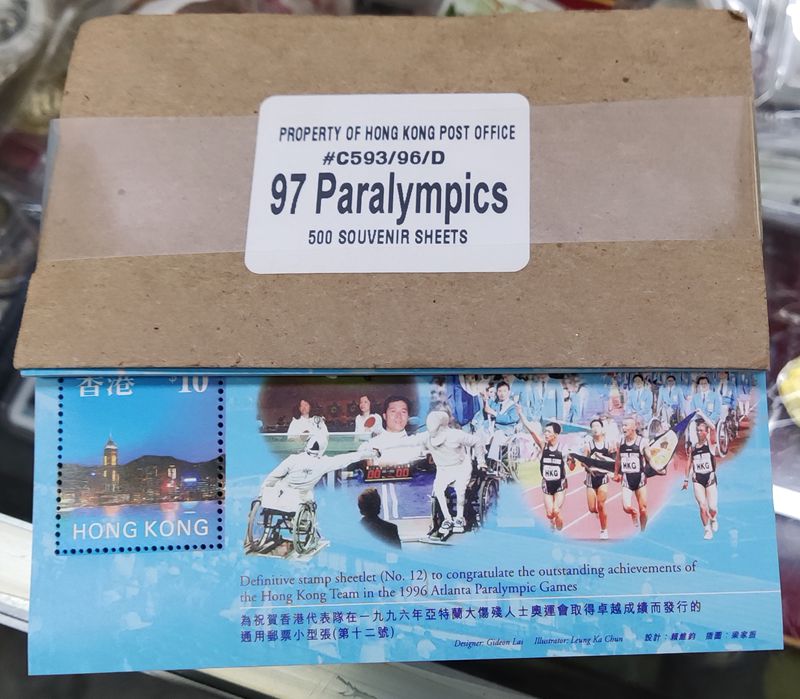 PROPERTY OF HONG KONG POST OFFICE
#C593/96/D
97 Paralympics
500 SOUVENIR SHEETS
香港 $10
HONG KONG
HKG
HKG
HKG
HKG
Definitive stamp sheetlet (No. 12) to congratulate the outstanding achievements of
the Hong Kong Team in the 1996 Atlanta Paralympic Games
為祝賀香港代表隊在一九九六年亞特蘭大傷殘人士奧運會取得卓越成績而發行的
通用郵票小型張(第十二號)
Designer: Gideon Lai Illustrator: Leung Ka Chun 設計:賴維鈞 插圖:梁家振